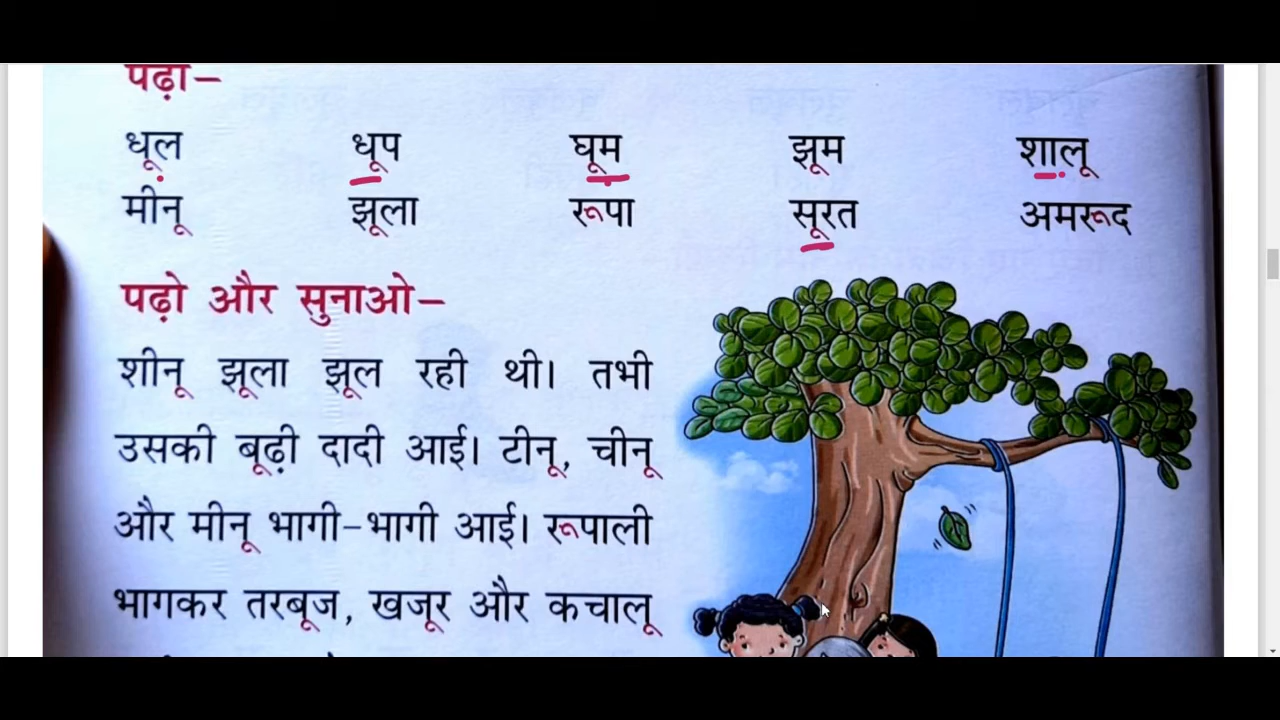 पढ़ो–
धूल धूप घूम झूम शालू
मीनू झूला रूपा सूरत अमरूद
पढ़ो और सुनाओ–
शीनू झूला झूल रही थी। तभी
उसकी बूढ़ी दादी आई। टीनू, चीनू
और मीनू भागी-भागी आई। रूपाली
भागकर तरबूज, खजूर और कचालू